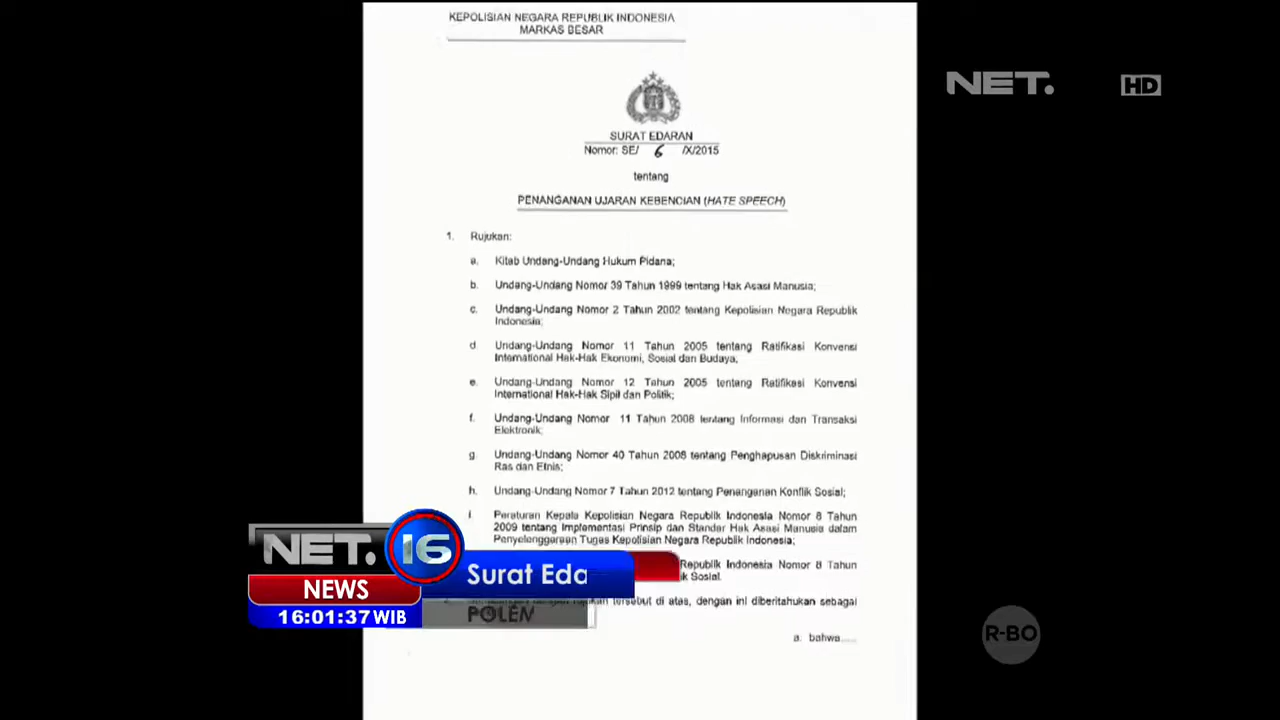 KEPOLISIAN NEGARA REPUBLIK INDONESIA
MARKAS BESAR
NET. HD
SURAT EDARAN
Nomor: SE/ 6 /X/2015
tentang
PENANGANAN UJARAN KEBENCIAN (HATE SPEECH)
1. Rujukan:
a. Kitab Undang-Undang Hukum Pidana;
b. Undang-Undang Nomor 39 Tahun 1999 tentang Hak Asasi Manusia;
c. Undang-Undang Nomor 2 Tahun 2002 tentang Kepolisian Negara Republik
Indonesia;
d. Undang-Undang Nomor 11 Tahun 2005 tentang Ratifikasi Konvensi
International Hak-Hak Ekonomi, Sosial dan Budaya;
e. Undang-Undang Nomor 12 Tahun 2005 tentang Ratifikasi Konvensi
International Hak-Hak Sipil dan Politik;
f. Undang-Undang Nomor 11 Tahun 2008 tentang Informasi dan Transaksi
Elektronik;
g. Undang-Undang Nomor 40 Tahun 2008 tentang Penghapusan Diskriminasi
Ras dan Etnis;
h. Undang-Undang Nomor 7 Tahun 2012 tentang Penanganan Konflik Sosial;
i. Peraturan Kepala Kepolisian Negara Republik Indonesia Nomor 8 Tahun
2009 tentang Implementasi Prinsip dan Standar Hak Asasi Manusia dalam
Penyelenggaraan Tugas Kepolisian Negara Republik Indonesia;
Republik Indonesia Nomor 8 Tahun
Sosial.
tersebut di atas, dengan ini diberitahukan sebagai
a. bahwa.....
NET. 16
NEWS
16:01:37 WIB
Surat Eda
POLEM
R-BO